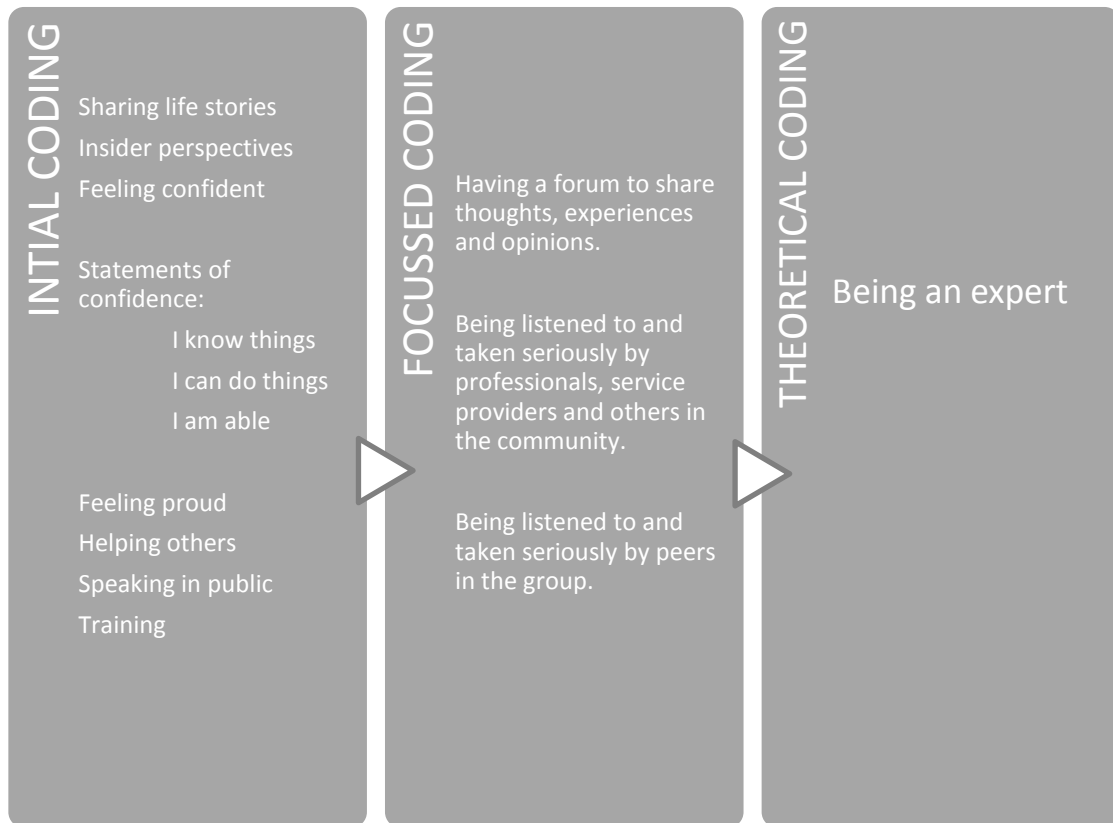 INTIAL CODING
Sharing life stories
Insider perspectives
Feeling confident
Statements of
confidence:
I know things
I can do things
I am able
Feeling proud
Helping others
Speaking in public
Training
FOCUSSED CODING
Having a forum to share
thoughts, experiences
and opinions.
Being listened to and
taken seriously by
professionals, service
providers and others in
the community.
Being listened to and
taken seriously by peers
in the group.
THEORETICAL CODING
Being an expert